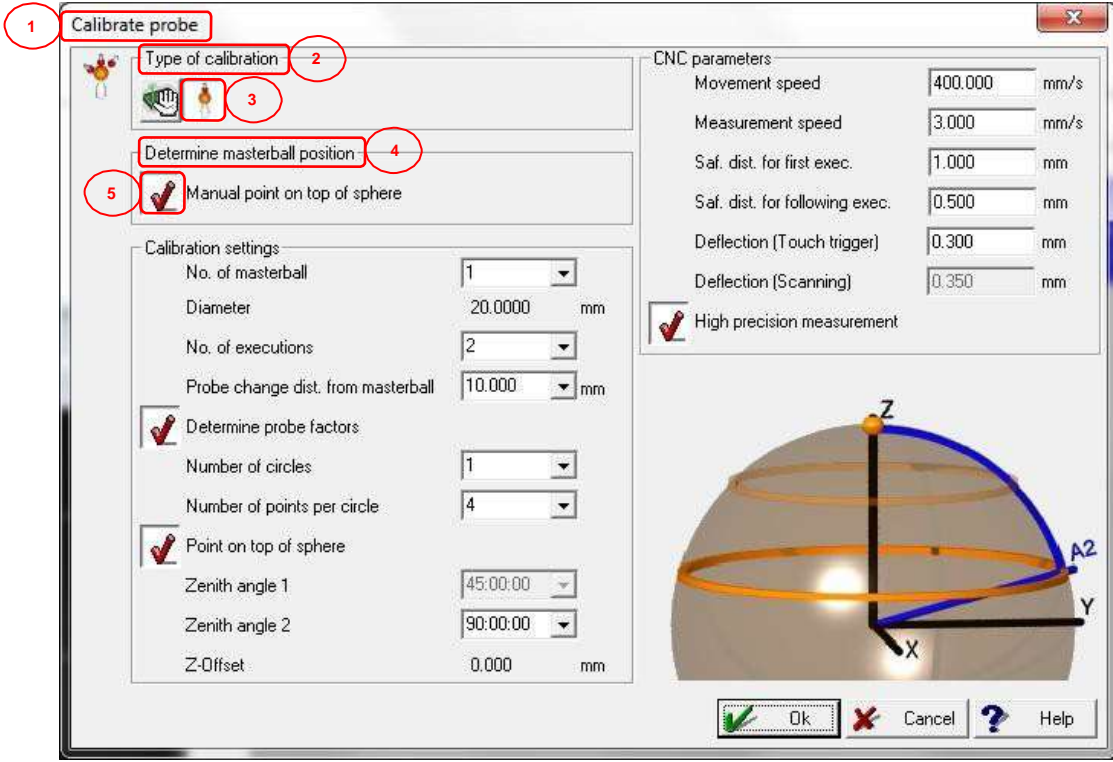 1 Calibrate probe
Type of calibration 2
3
Determine masterball position 4
5 Manual point on top of sphere
Calibration settings
No. of masterball 1
Diameter 20.0000 mm
No. of executions 2
Probe change dist. from masterball 10.000 mm
Determine probe factors
Number of circles 1
Number of points per circle 4
Point on top of sphere
Zenith angle 1 45:00:00
Zenith angle 2 90:00:00
Z-Offset 0.000 mm
CNC parameters
Movement speed 400.000 mm/s
Measurement speed 3.000 mm/s
Saf. dist. for first exec. 1.000 mm
Saf. dist. for following exec. 0.500 mm
Deflection (Touch trigger) 0.300 mm
Deflection (Scanning) 0.350 mm
High precision measurement
Z
A2
Y
X
Ok Cancel ? Help